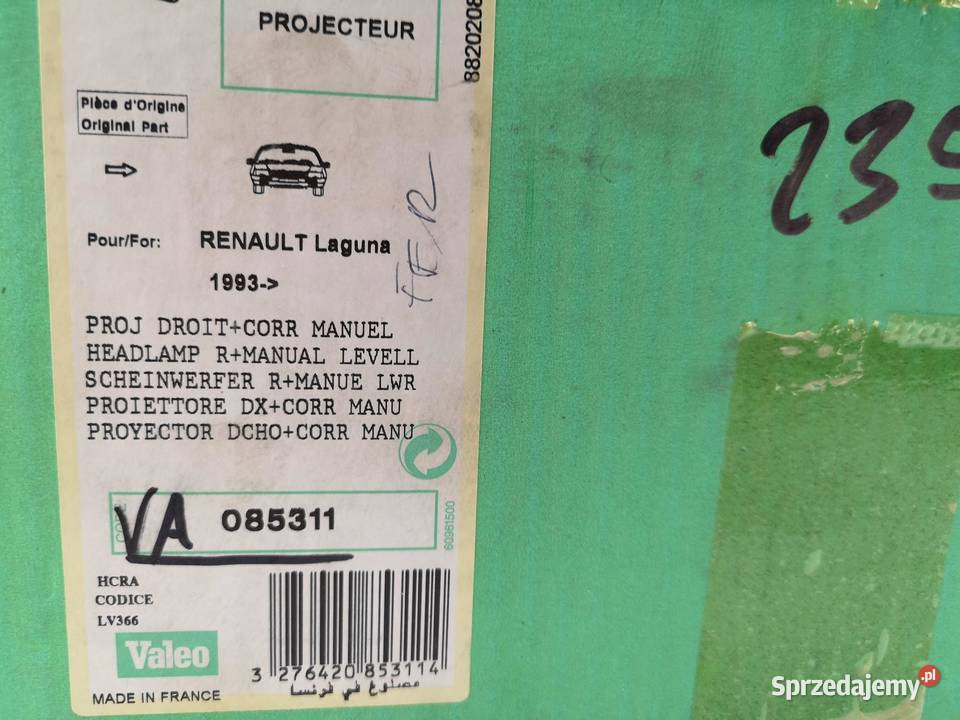 PROJECTEUR
8820208
Pièce d'Origine
Original Part
Pour/For: RENAULT Laguna
1993->
PROJ DROIT+CORR MANUEL
HEADLAMP R+MANUAL LEVELL
SCHEINWERFER R+MANUE LWR
PROIETTORE DX+CORR MANU
PROYECTOR DCHO+CORR MANU
VA 085311
60961500
HCRA
CODICE
LV366
Valeo
3 276420 853114
MADE IN FRANCE
مصنوع في فرنسا
235
Sprzedajemy.pl